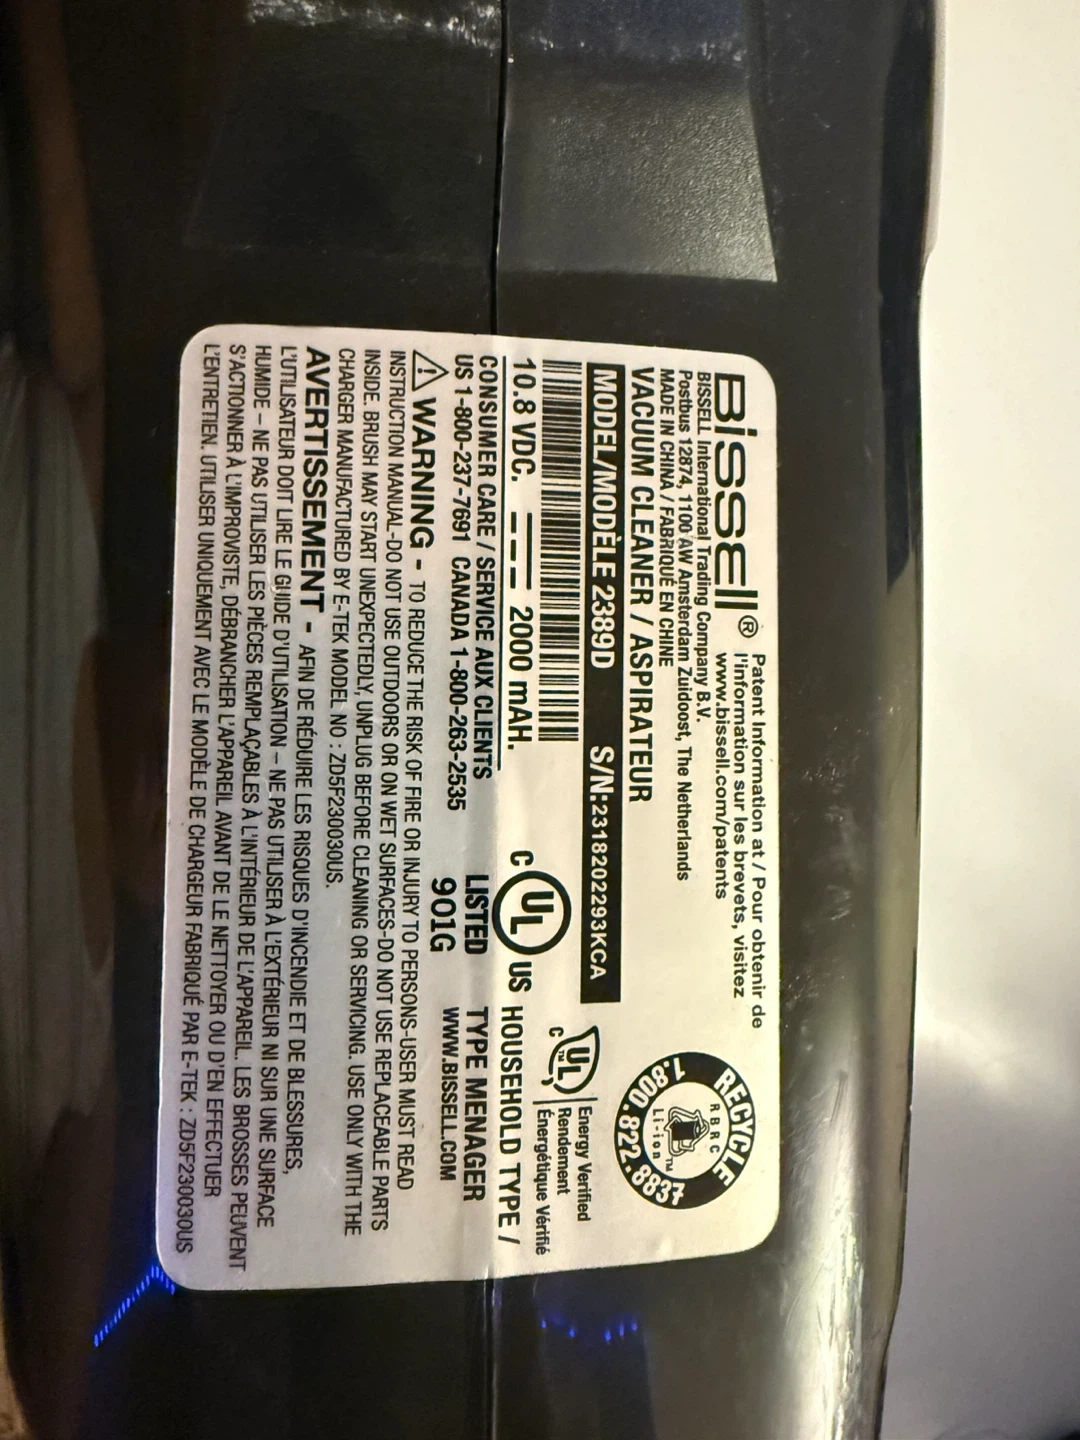 BISSELL®
Patent Information at / Pour obtenir de
l'information sur les brevets, visitez
www.bissell.com/patents
BISSELL International Trading Company B.V.
Postbus 12874, 1100 AW Amsterdam Zuidoost, The Netherlands
MADE IN CHINA / FABRIQUÉ EN CHINE
VACUUM CLEANER / ASPIRATEUR
MODEL/MODÈLE 2389D S/N:2318202293KCA
RECYCLE
RBRC
Li-ion™
1.800.822.8837
10.8 VDC. 2000 mAH.
C UL US
UL™ C
Energy Verified
Rendement
Énergétique Vérifié
CONSUMER CARE / SERVICE AUX CLIENTS
US 1-800-237-7691 CANADA 1-800-263-2535
LISTED
901G
HOUSEHOLD TYPE /
TYPE MENAGER
WWW.BISSELL.COM
⚠ WARNING - TO REDUCE THE RISK OF FIRE OR INJURY TO PERSONS-USER MUST READ
INSTRUCTION MANUAL-DO NOT USE OUTDOORS OR ON WET SURFACES-DO NOT USE REPLACEABLE PARTS
INSIDE. BRUSH MAY START UNEXPECTEDLY, UNPLUG BEFORE CLEANING OR SERVICING. USE ONLY WITH THE
CHARGER MANUFACTURED BY E-TEK MODEL NO : ZD5F230030US.
AVERTISSEMENT - AFIN DE RÉDUIRE LES RISQUES D'INCENDIE ET DE BLESSURES,
L'UTILISATEUR DOIT LIRE LE GUIDE D'UTILISATION – NE PAS UTILISER À L'EXTÉRIEUR NI SUR UNE SURFACE
HUMIDE – NE PAS UTILISER LES PIÈCES REMPLAÇABLES À L'INTÉRIEUR DE L'APPAREIL. LES BROSSES PEUVENT
S'ACTIONNER À L'IMPROVISTE, DÉBRANCHER L'APPAREIL AVANT DE LE NETTOYER OU D'EN EFFECTUER
L'ENTRETIEN. UTILISER UNIQUEMENT AVEC LE MODÈLE DE CHARGEUR FABRIQUÉ PAR E-TEK : ZD5F230030US